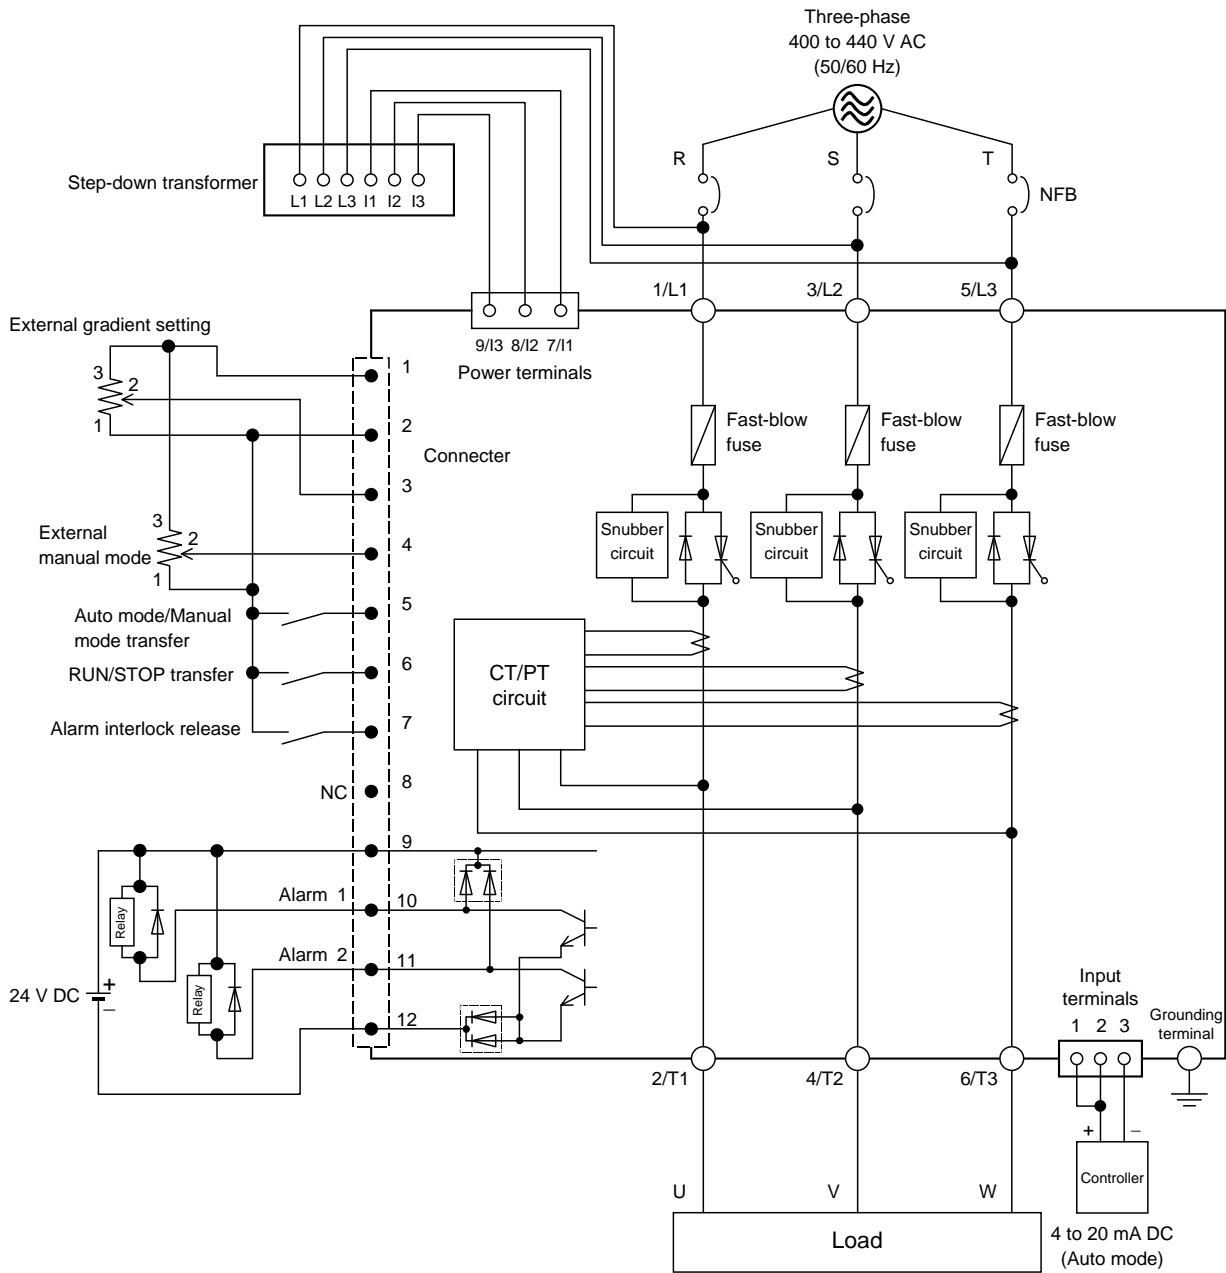 Three-phase
400 to 440 V AC
(50/60 Hz)
R
S
T
NFB
Step-down transformer
L1 L2 L3 I1 I2 I3
1/L1
3/L2
5/L3
9/I3 8/I2 7/I1
Power terminals
External gradient setting
3
2
1
1
2
Connecter
3
4
5
6
7
8
9
10
11
12
Fast-blow
fuse
Fast-blow
fuse
Fast-blow
fuse
External
manual mode
3
2
1
Snubber
circuit
Snubber
circuit
Snubber
circuit
Auto mode/Manual
mode transfer
RUN/STOP transfer
Alarm interlock release
NC
CT/PT
circuit
Alarm 1
Alarm 2
Relay
Relay
24 V DC
+
−
Input
terminals
1 2 3
Grounding
terminal
2/T1
4/T2
6/T3
+
−
Controller
U
V
W
Load
4 to 20 mA DC
(Auto mode)